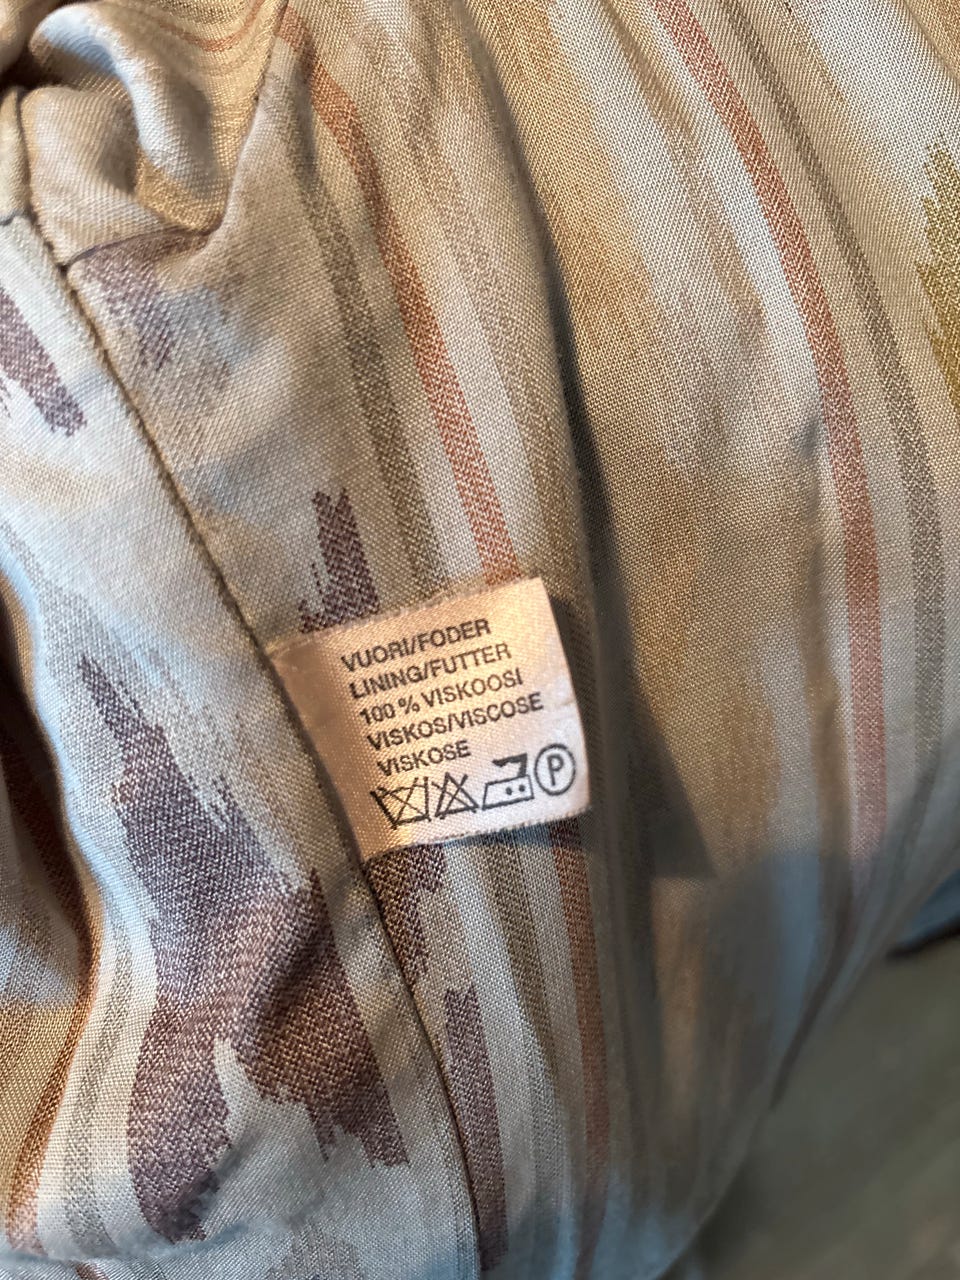 VUORI/FODER
LINING/FUTTER
100 % VISKOOSI
VISKOS/VISCOSE
VISKOSE
P